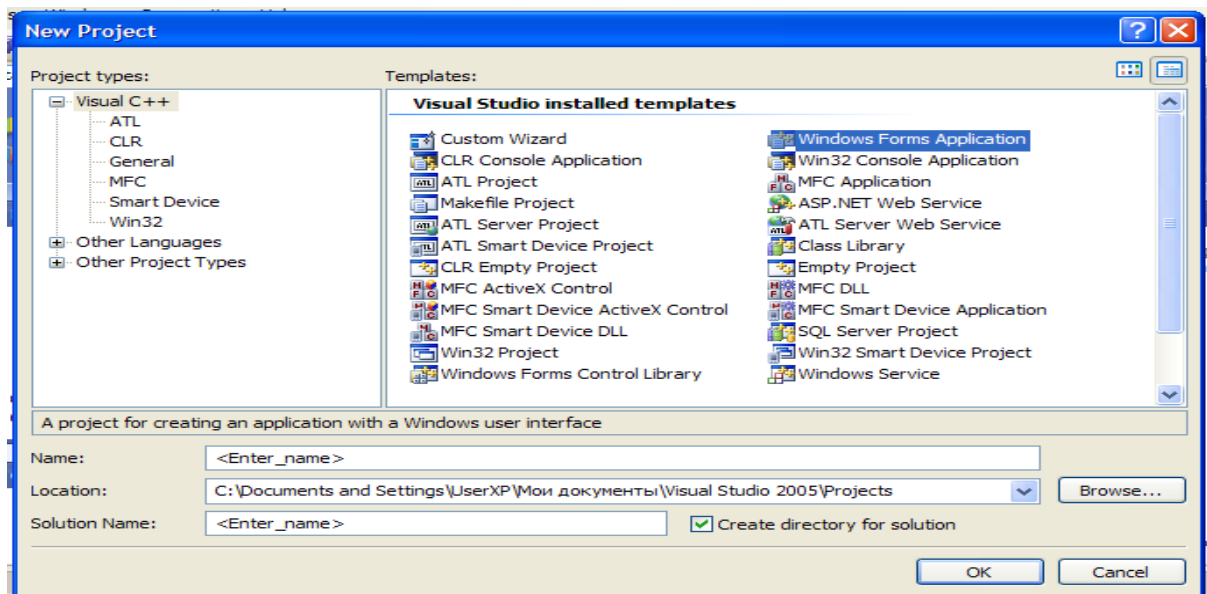 New Project
Project types:
Templates:
Visual C++
ATL
CLR
General
MFC
Smart Device
Win32
Other Languages
Other Project Types
Visual Studio installed templates
Custom Wizard
Windows Forms Application
CLR Console Application
Win32 Console Application
ATL Project
MFC Application
Makefile Project
ASP.NET Web Service
ATL Server Project
ATL Server Web Service
ATL Smart Device Project
Class Library
CLR Empty Project
Empty Project
MFC ActiveX Control
MFC DLL
MFC Smart Device ActiveX Control
MFC Smart Device Application
MFC Smart Device DLL
SQL Server Project
Win32 Project
Win32 Smart Device Project
Windows Forms Control Library
Windows Service
A project for creating an application with a Windows user interface
Name: <Enter_name>
Location: C:\Documents and Settings\UserXP\Мои документы\Visual Studio 2005\Projects Browse...
Solution Name: <Enter_name> Create directory for solution
OK Cancel